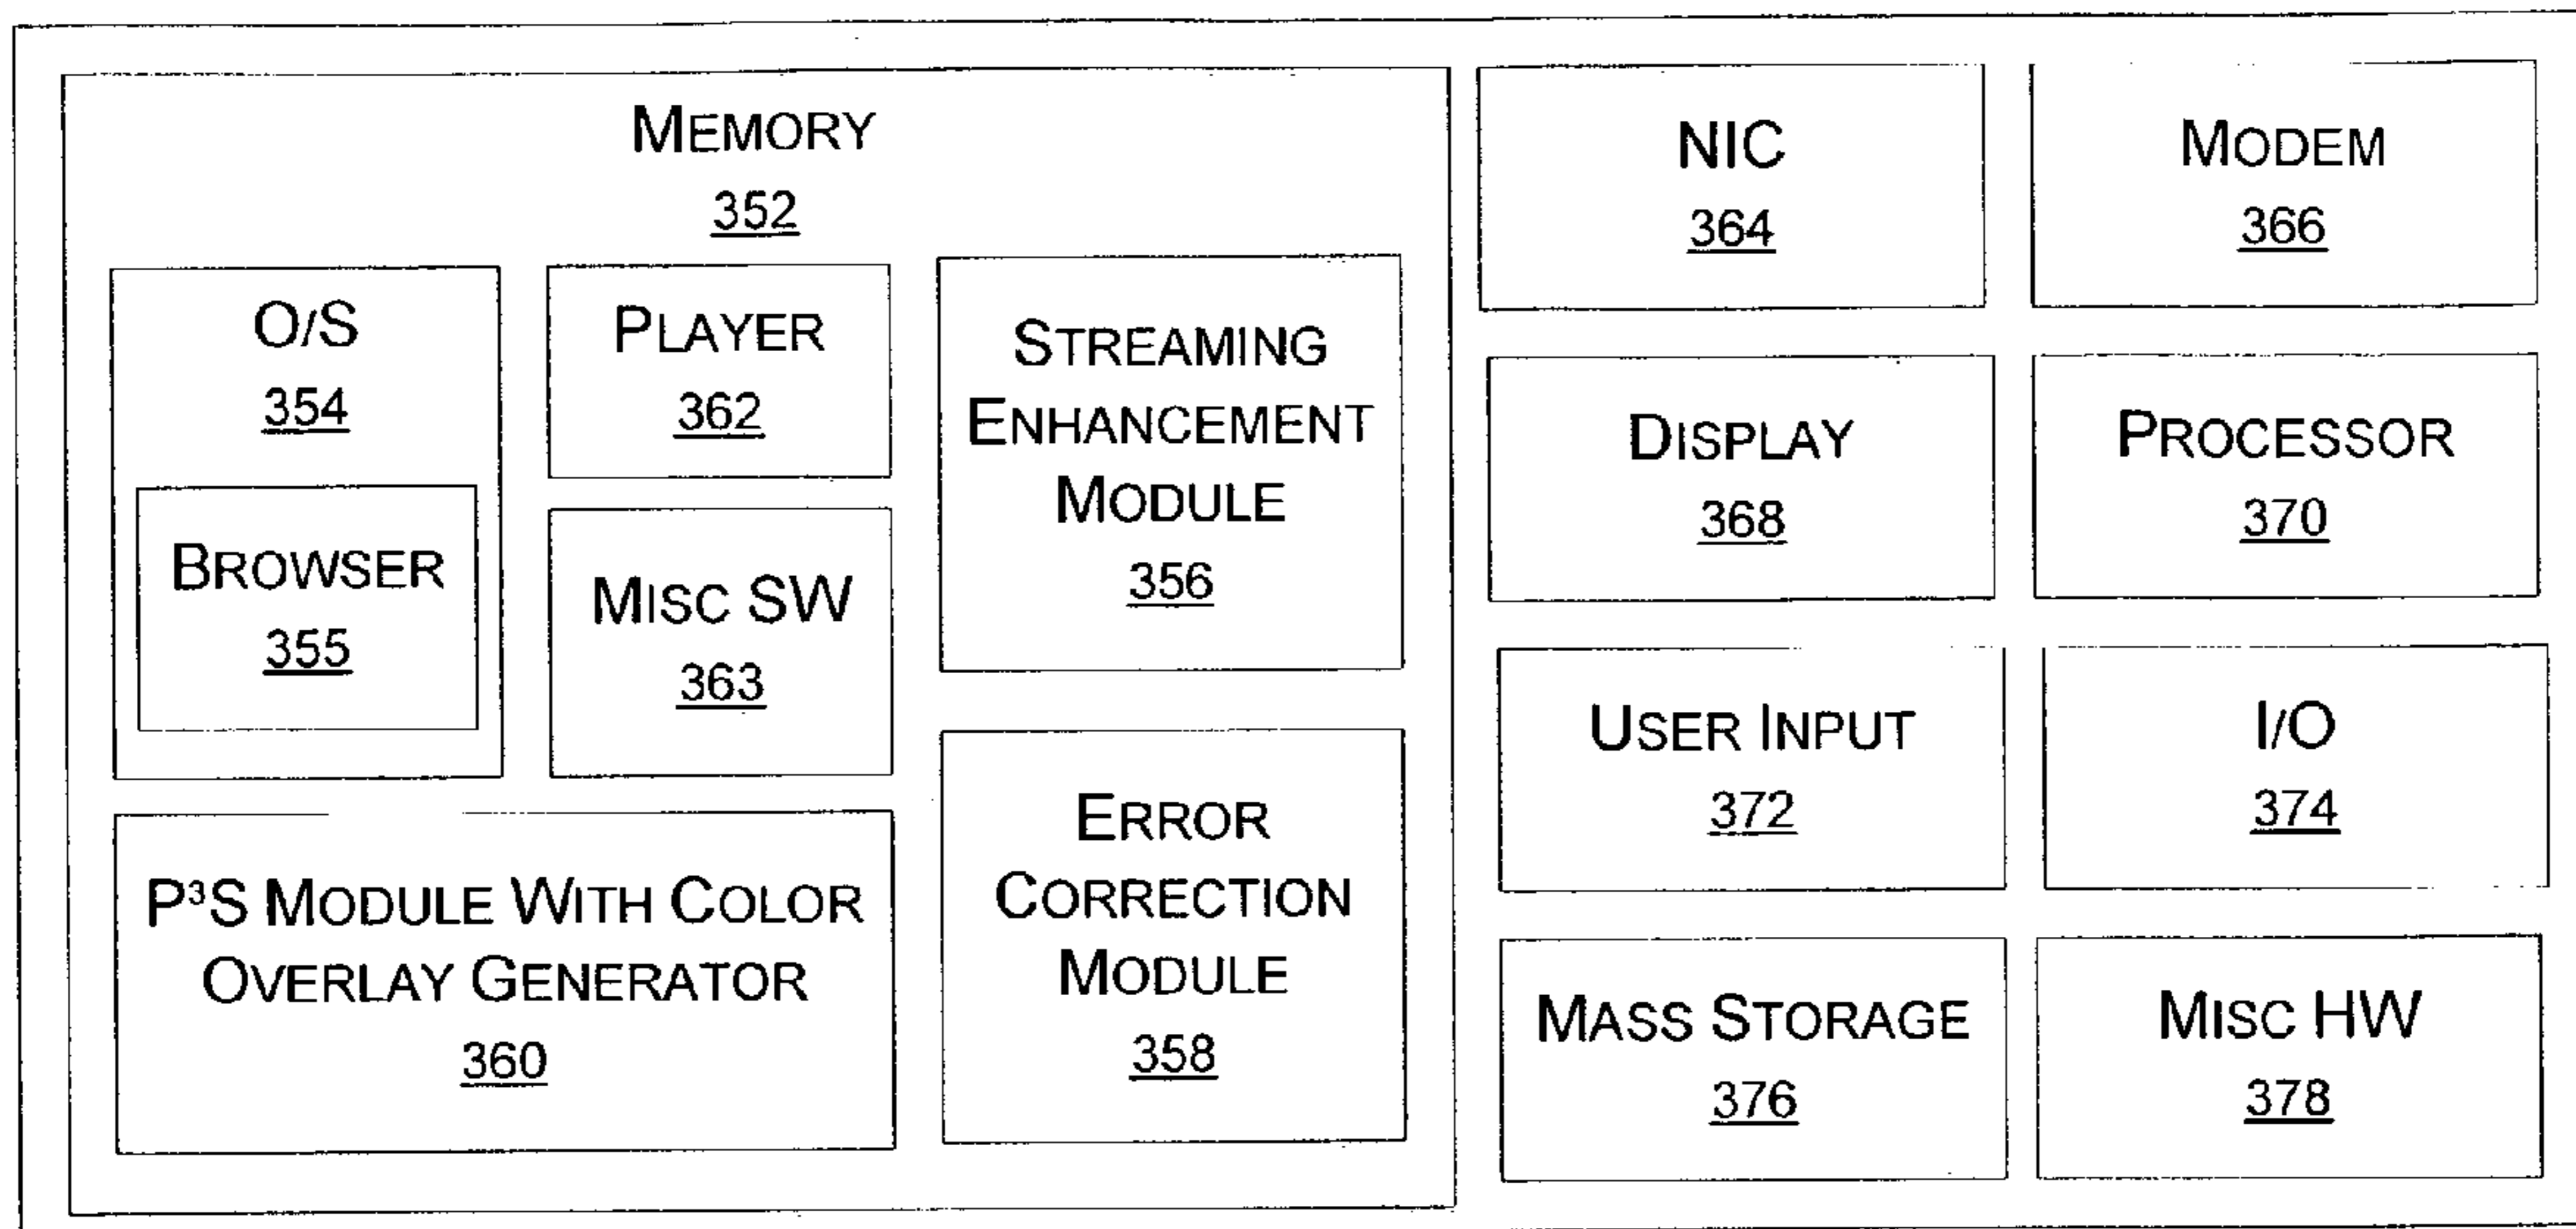 MEMORY
352
O/S
354
BROWSER
355
PLAYER
362
MISC SW
363
STREAMING
ENHANCEMENT
MODULE
356
P³S MODULE WITH COLOR
OVERLAY GENERATOR
360
ERROR
CORRECTION
MODULE
358
NIC
364
MODEM
366
DISPLAY
368
PROCESSOR
370
USER INPUT
372
I/O
374
MASS STORAGE
376
MISC HW
378